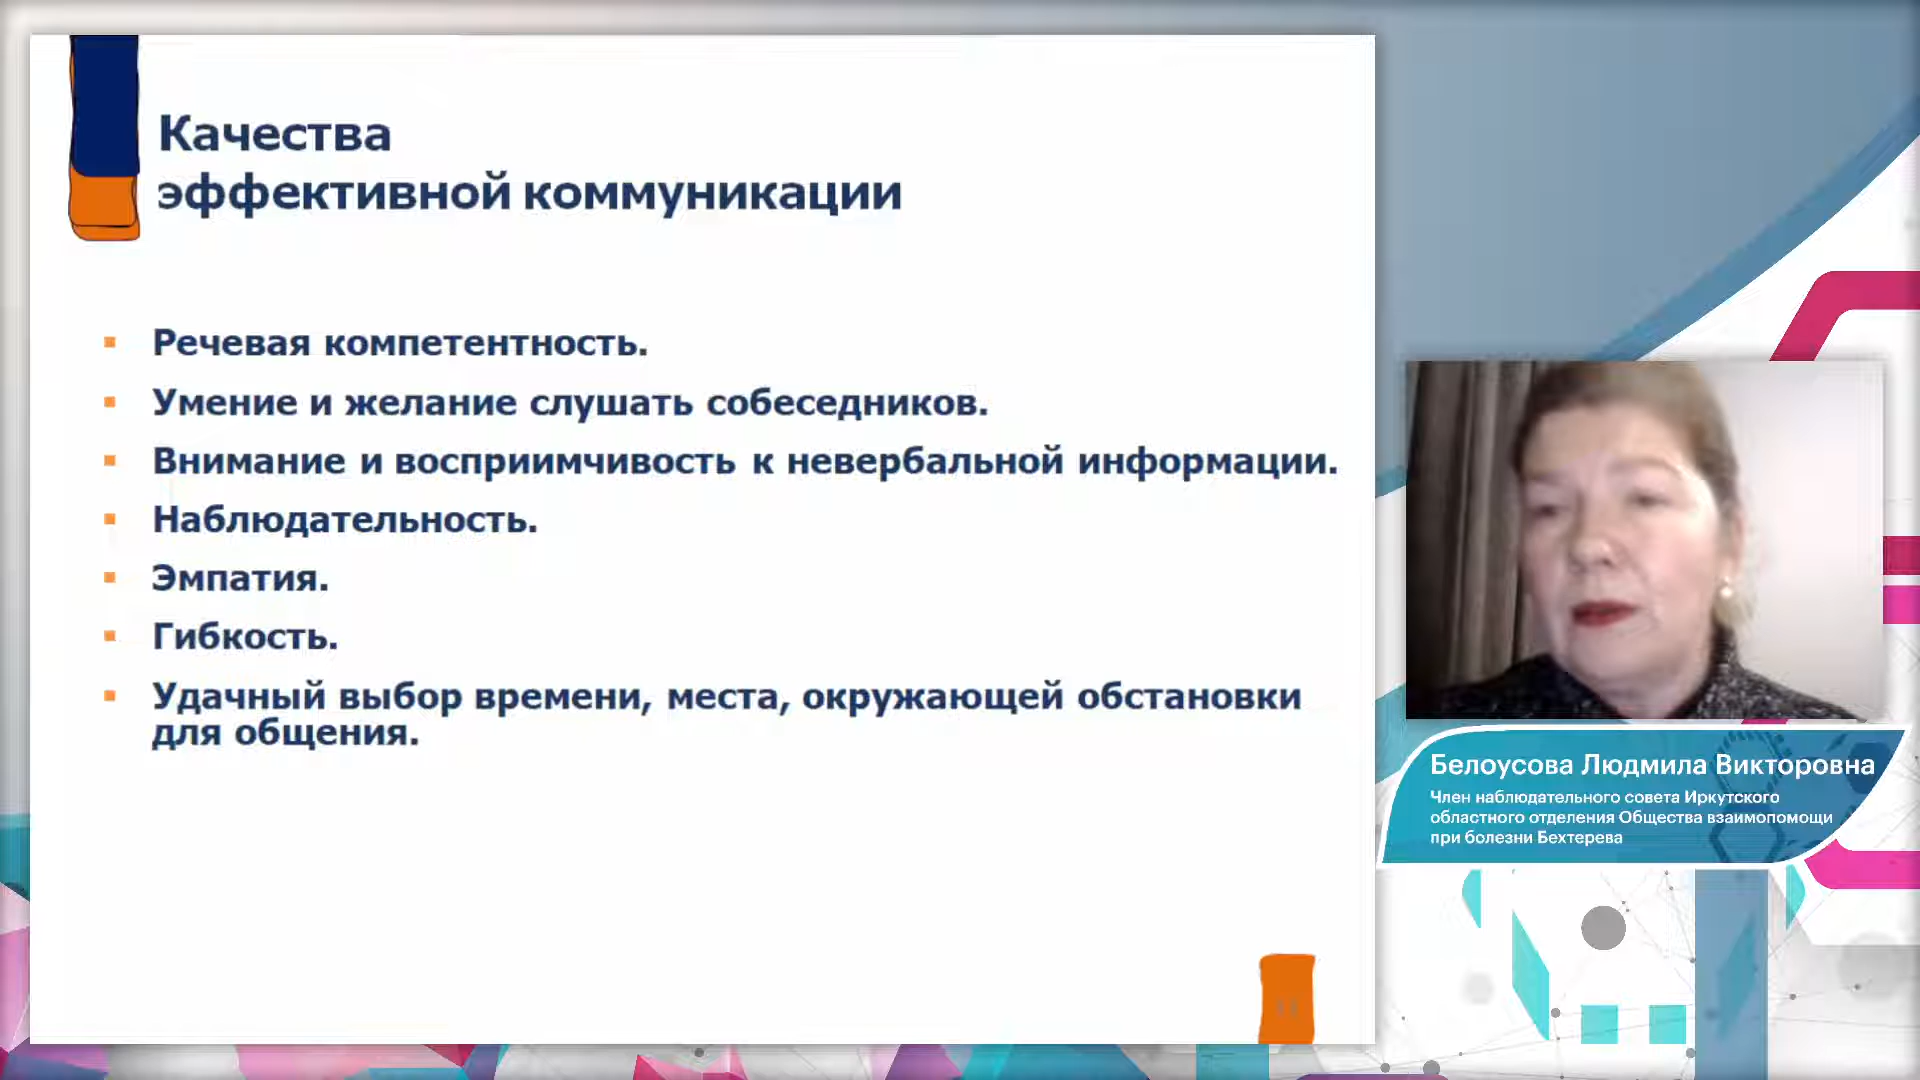 Качества
эффективной коммуникации
Речевая компетентность.
Умение и желание слушать собеседников.
Внимание и восприимчивость к невербальной информации.
Наблюдательность.
Эмпатия.
Гибкость.
Удачный выбор времени, места, окружающей обстановки
для общения.
Белоусова Людмила Викторовна
Член наблюдательного совета Иркутского
областного отделения Общества взаимопомощи
при болезни Бехтерева